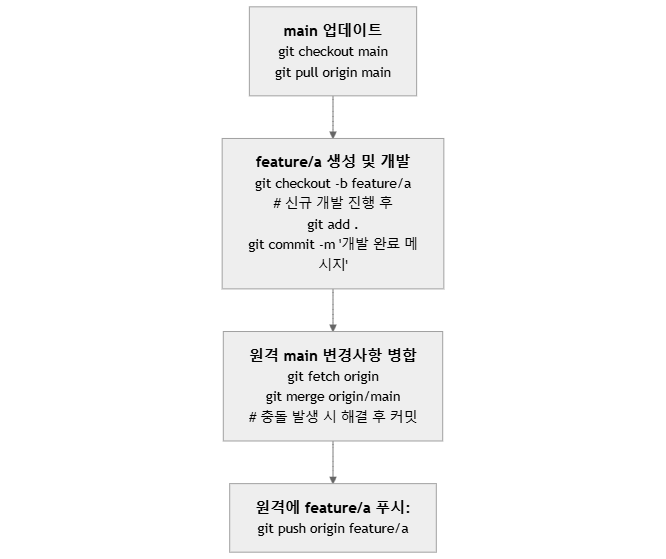 main 업데이트
git checkout main
git pull origin main
feature/a 생성 및 개발
git checkout -b feature/a
# 신규 개발 진행 후
git add .
git commit -m '개발 완료 메
시지'
원격 main 변경사항 병합
git fetch origin
git merge origin/main
# 충돌 발생 시 해결 후 커밋
원격에 feature/a 푸시:
git push origin feature/a